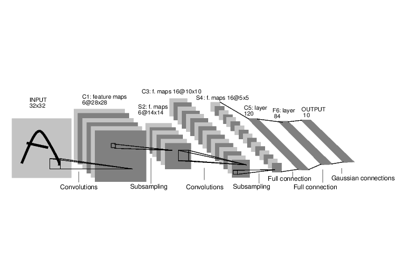 INPUT
32x32
A
C1: feature maps
6@28x28
C3: f. maps 16@10x10
S2: f. maps
6@14x14
S4: f. maps 16@5x5
C5: layer
120
F6: layer
84
OUTPUT
10
Convolutions
Subsampling
Convolutions
Subsampling
Full connection
Full connection
Gaussian connections